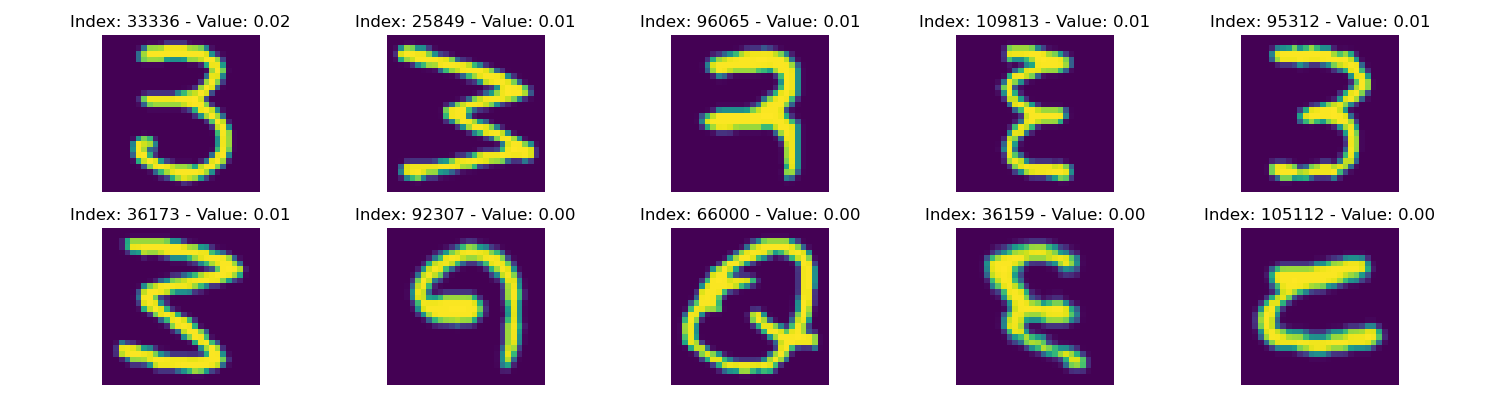 Index: 33336 - Value: 0.02 Index: 25849 - Value: 0.01 Index: 96065 - Value: 0.01 Index: 109813 - Value: 0.01 Index: 95312 - Value: 0.01
3 3
Index: 36173 - Value: 0.01 Index: 92307 - Value: 0.00 Index: 66000 - Value: 0.00 Index: 36159 - Value: 0.00 Index: 105112 - Value: 0.00
Q